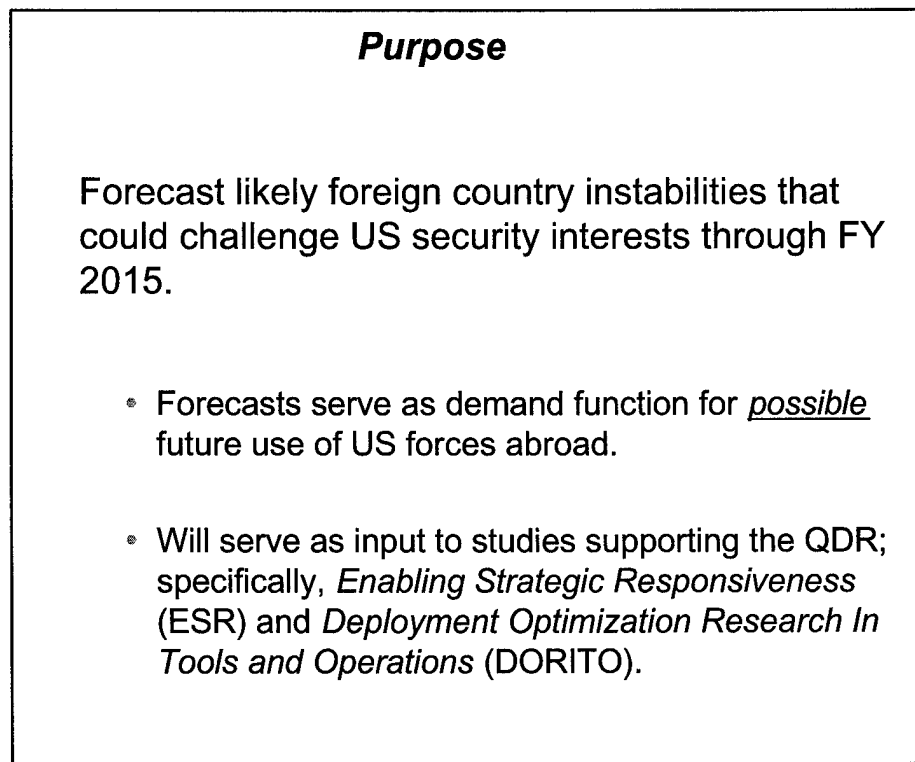 Purpose
Forecast likely foreign country instabilities that
could challenge US security interests through FY
2015.
• Forecasts serve as demand function for possible
future use of US forces abroad.
• Will serve as input to studies supporting the QDR;
specifically, Enabling Strategic Responsiveness
(ESR) and Deployment Optimization Research In
Tools and Operations (DORITO).